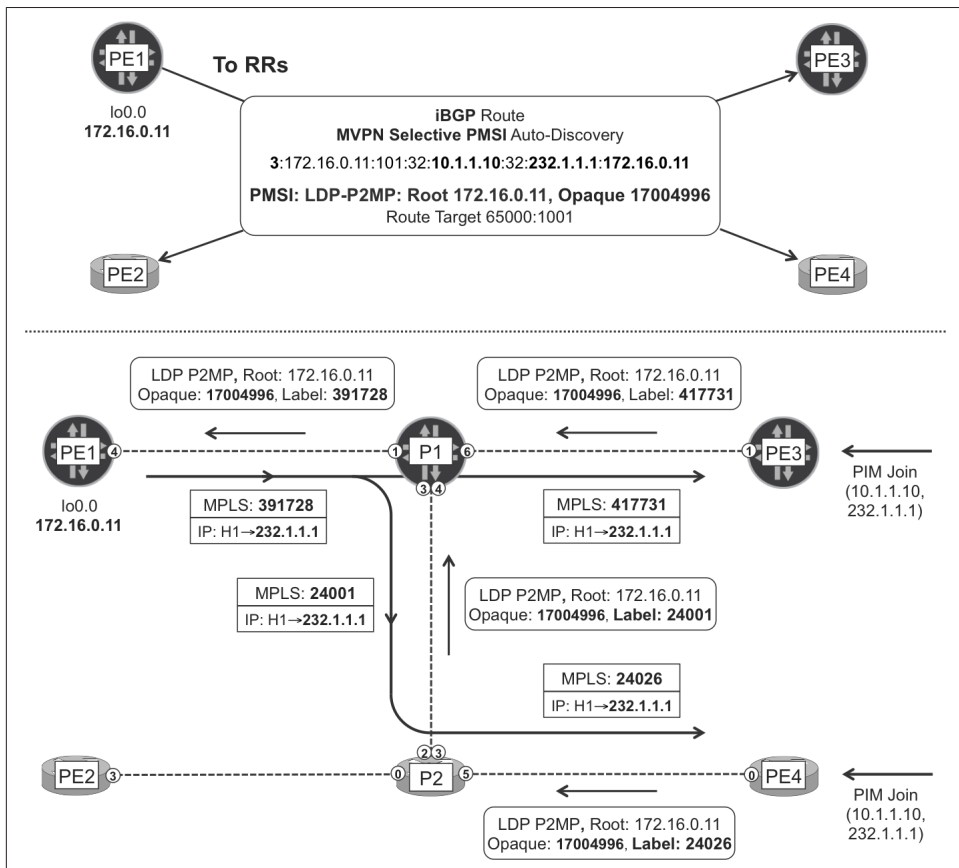 PE1
To RRs
PE3
lo0.0
172.16.0.11
iBGP Route
MVPN Selective PMSI Auto-Discovery
3:172.16.0.11:101:32:10.1.1.10:32:232.1.1.1:172.16.0.11
PMSI: LDP-P2MP: Root 172.16.0.11, Opaque 17004996
Route Target 65000:1001
PE2
PE4
LDP P2MP, Root: 172.16.0.11
Opaque: 17004996, Label: 391728
LDP P2MP, Root: 172.16.0.11
Opaque: 17004996, Label: 417731
PE1
4
1
P1
6
1
PE3
3
4
lo0.0
172.16.0.11
MPLS: 391728
IP: H1→232.1.1.1
MPLS: 417731
IP: H1→232.1.1.1
PIM Join
(10.1.1.10,
232.1.1.1)
MPLS: 24001
IP: H1→232.1.1.1
LDP P2MP, Root: 172.16.0.11
Opaque: 17004996, Label: 24001
MPLS: 24026
IP: H1→232.1.1.1
2
3
PE2
3
0
P2
5
0
PE4
PIM Join
(10.1.1.10,
232.1.1.1)
LDP P2MP, Root: 172.16.0.11
Opaque: 17004996, Label: 24026